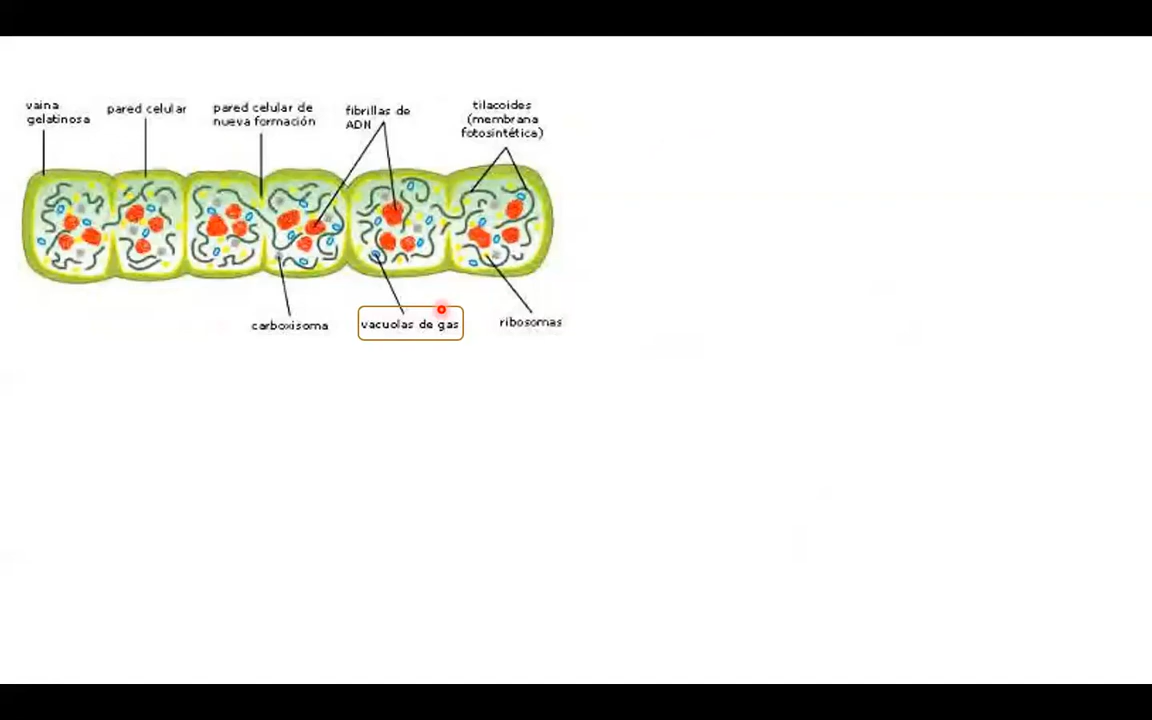 vaina
gelatinosa
pared celular
pared celular de
nueva formación
fibrillas de
ADN
tilacoides
(membrana
fotosintética)
carboxisoma
vacuolas de gas
ribosomas